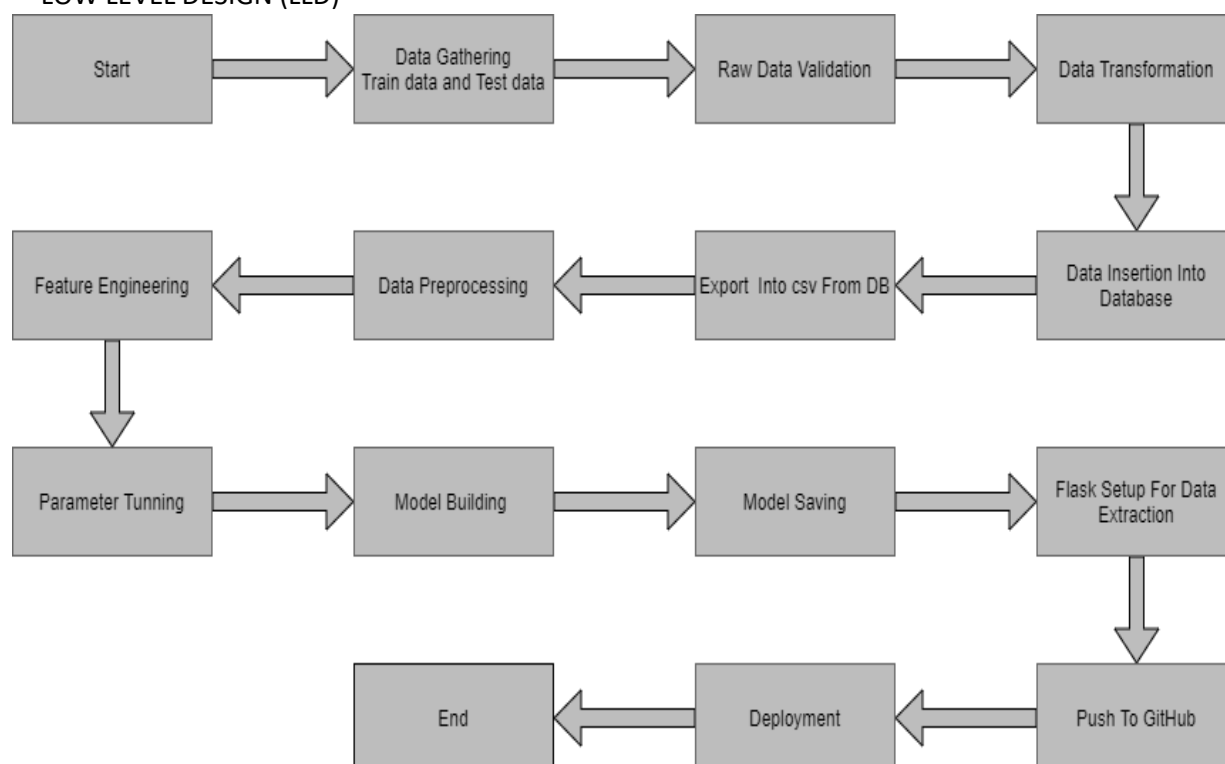 LOW LEVEL DESIGN (LLD)
Start
Data Gathering
Train data and Test data
Raw Data Validation
Data Transformation
Data Insertion Into
Database
Export Into csv From DB
Data Preprocessing
Feature Engineering
Parameter Tunning
Model Building
Model Saving
Flask Setup For Data
Extraction
Push To GitHub
Deployment
End